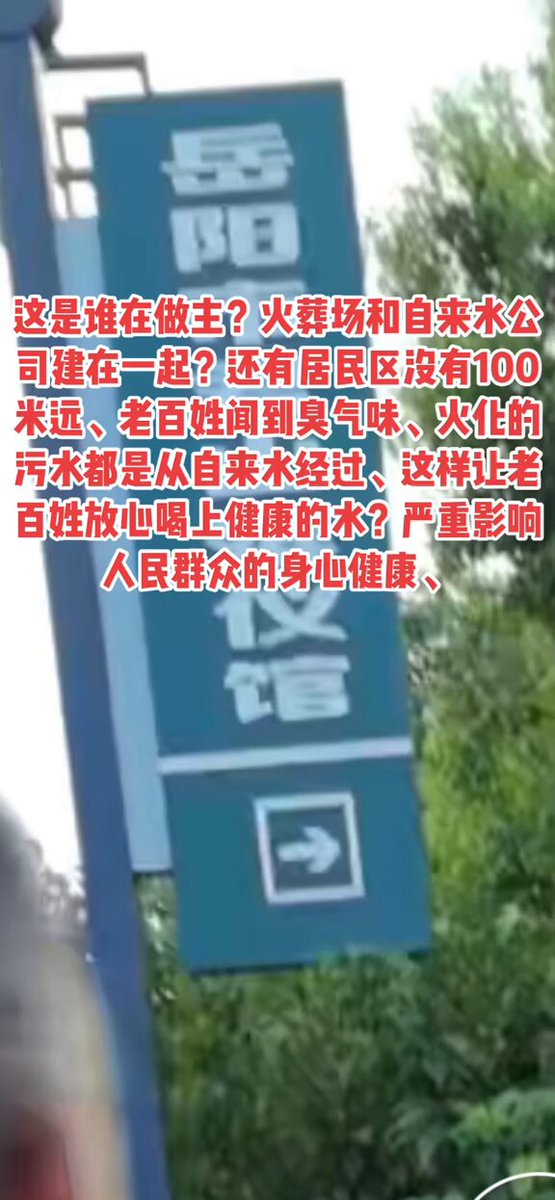 岳阳
这是谁在做主？火葬场和自来水公
司建在一起？还有居民区没有100
米远、老百姓闻到臭气味、火化的
污水都是从自来水经过、这样让老
百姓放心喝上健康的水？严重影响
人民群众的身心健康、
仪馆